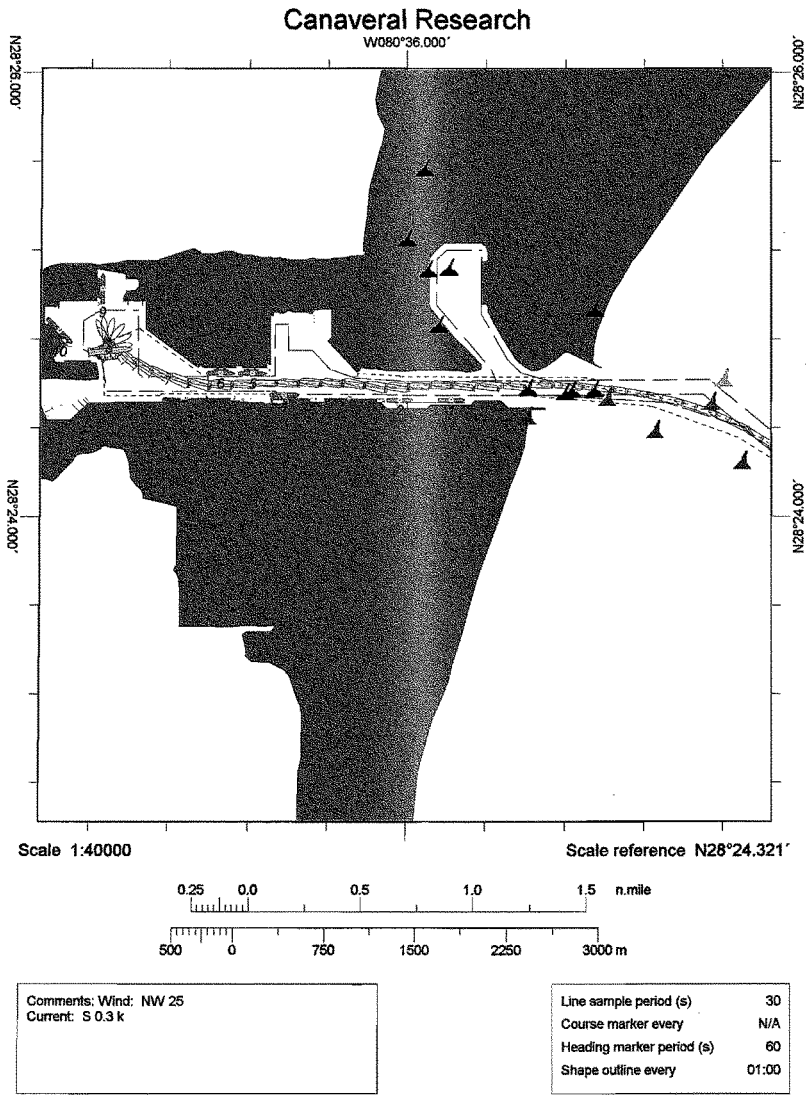 Canaveral Research
W080°36.000´
N28°26.000´
N28°26.000´
N28°24.000´
N28°24.000´
Scale 1:40000
Scale reference N28°24.321´
0.25 0.0 0.5 1.0 1.5 n.mile
500 0 750 1500 2250 3000 m
Comments: Wind: NW 25
Current: S 0.3 k
Line sample period (s) 30
Course marker every N/A
Heading marker period (s) 60
Shape outline every 01:00